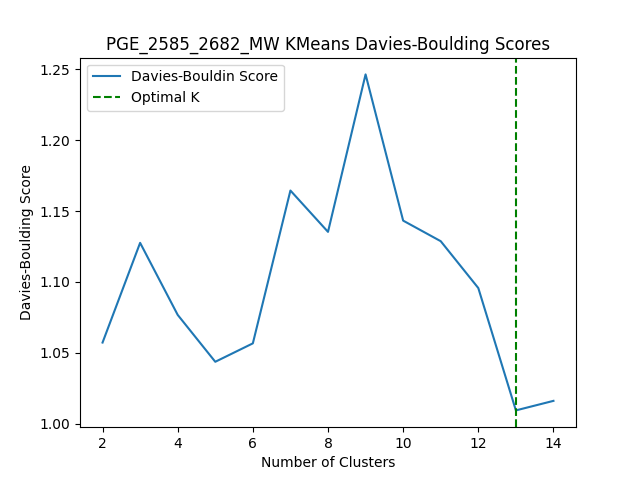 PGE_2585_2682_MW KMeans Davies-Boulding Scores
Davies-Bouldin Score
Optimal K
Davies-Boulding Score
1.25
1.20
1.15
1.10
1.05
1.00
2 4 6 8 10 12 14
Number of Clusters